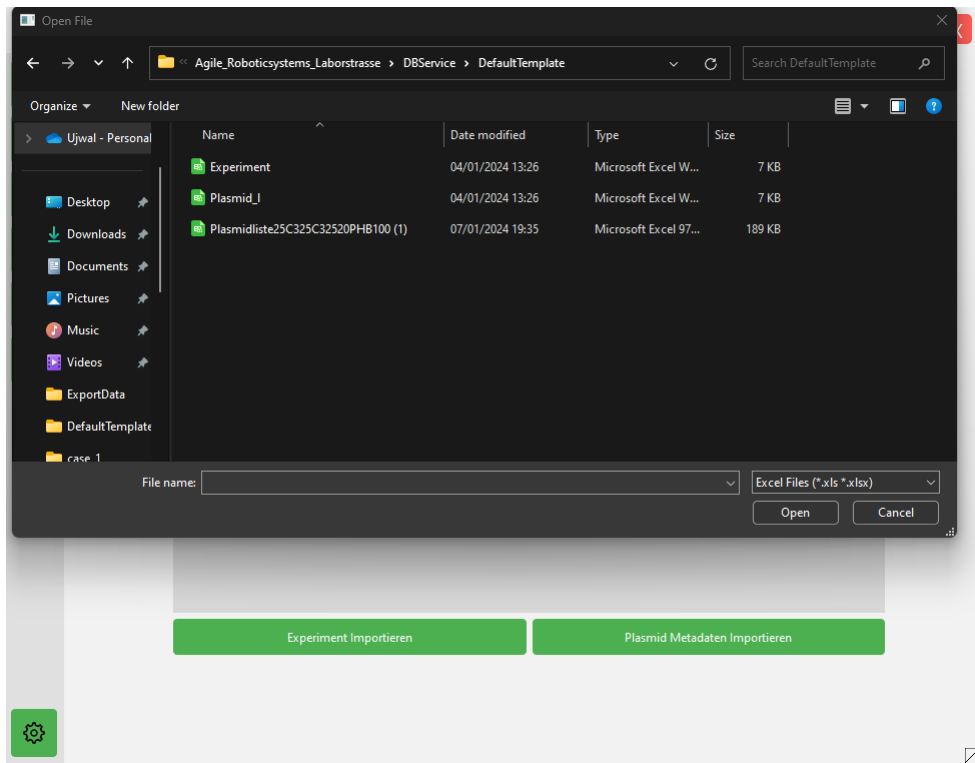 Open File
Agile_Roboticsystems_Laborstrasse › DBService › DefaultTemplate
Search DefaultTemplate
Organize
New folder
Name
Date modified
Type
Size
Ujwal - Personal
Experiment 04/01/2024 13:26 Microsoft Excel W... 7 KB
Plasmid_I 04/01/2024 13:26 Microsoft Excel W... 7 KB
Plasmidliste25C325C32520PHB100 (1) 07/01/2024 19:35 Microsoft Excel 97... 189 KB
Desktop
Downloads
Documents
Pictures
Music
Videos
ExportData
DefaultTemplate
case_1
File name:
Excel Files (*.xls *.xlsx)
Open
Cancel
Experiment Importieren
Plasmid Metadaten Importieren